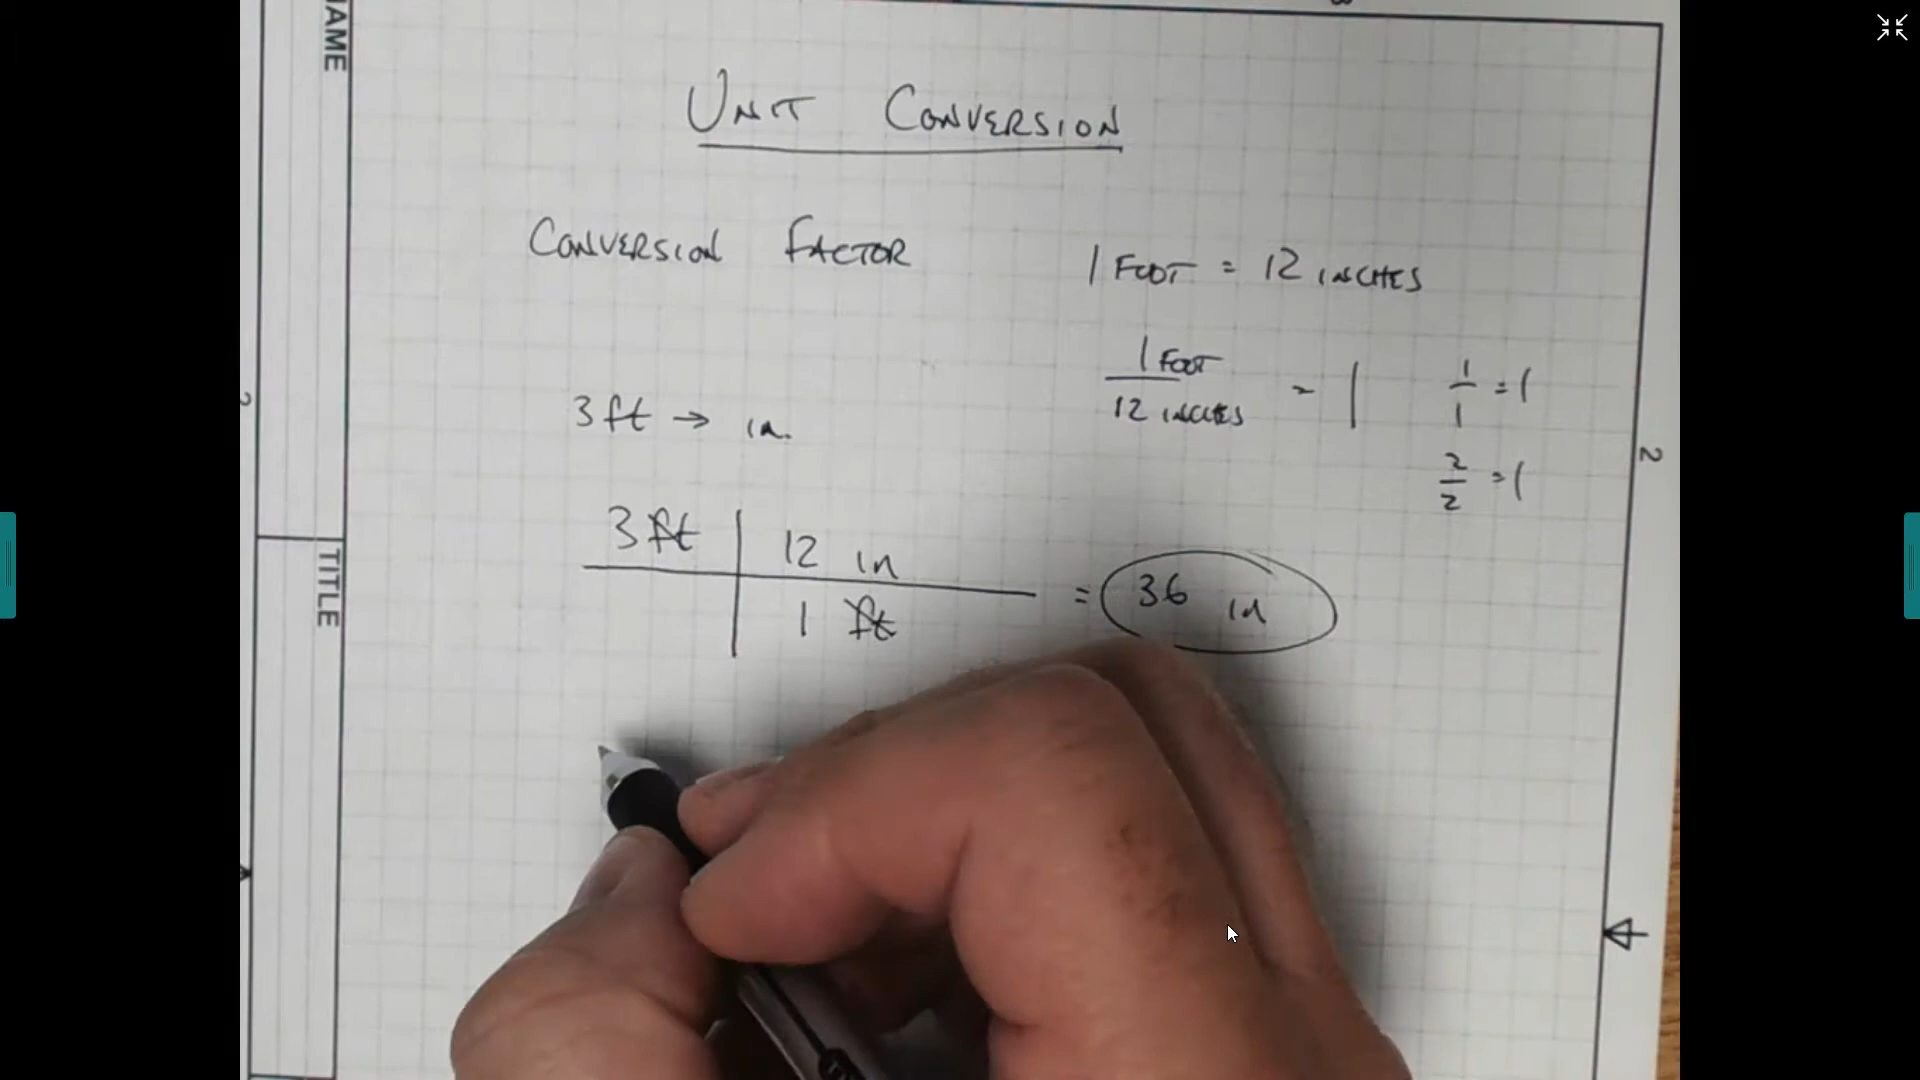 NAME
TITLE
UNIT CONVERSION
CONVERSION FACTOR
1 FOOT = 12 INCHES
1 FOOT
12 INCHES
= 1
1
1
= 1
2
2
= 1
3 ft → in.
3 ft | 12 in
1 ft
= 36 in
2